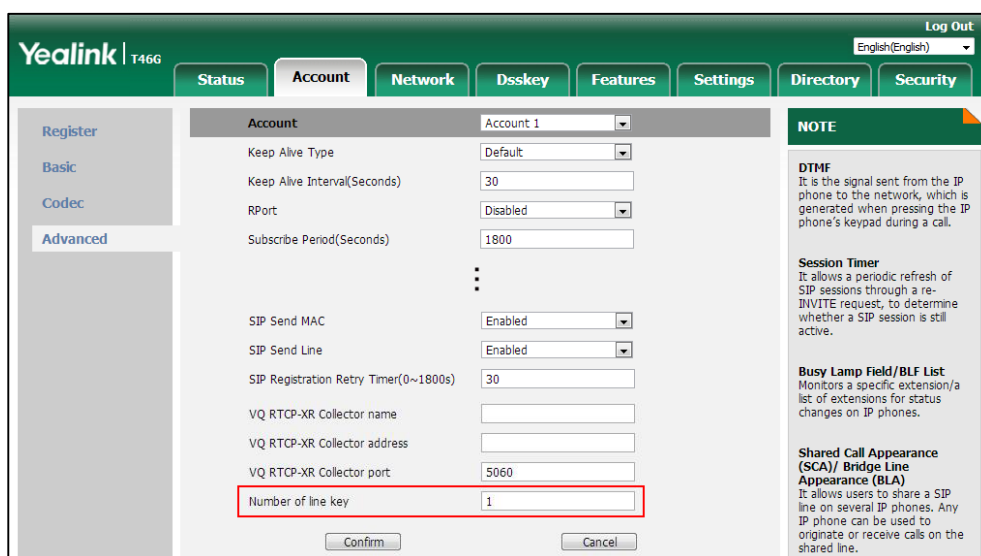 Log Out
Yealink | T46G
English(English)
Status
Account
Network
Dsskey
Features
Settings
Directory
Security
Register
Basic
Codec
Advanced
Account
Account 1
Keep Alive Type
Default
Keep Alive Interval(Seconds)
30
RPort
Disabled
Subscribe Period(Seconds)
1800
SIP Send MAC
Enabled
SIP Send Line
Enabled
SIP Registration Retry Timer(0~1800s)
30
VQ RTCP-XR Collector name
VQ RTCP-XR Collector address
VQ RTCP-XR Collector port
5060
Number of line key
1
Confirm
Cancel
NOTE
DTMF
It is the signal sent from the IP
phone to the network, which is
generated when pressing the IP
phone's keypad during a call.
Session Timer
It allows a periodic refresh of
SIP sessions through a re-
INVITE request, to determine
whether a SIP session is still
active.
Busy Lamp Field/BLF List
Monitors a specific extension/a
list of extensions for status
changes on IP phones.
Shared Call Appearance
(SCA)/ Bridge Line
Appearance (BLA)
It allows users to share a SIP
line on several IP phones. Any
IP phone can be used to
originate or receive calls on the
shared line.